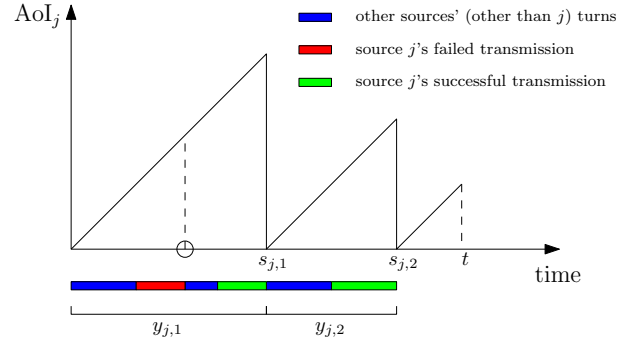 AoI_j
other sources' (other than j) turns
source j's failed transmission
source j's successful transmission
s_{j,1} s_{j,2} t
time
y_{j,1} y_{j,2}